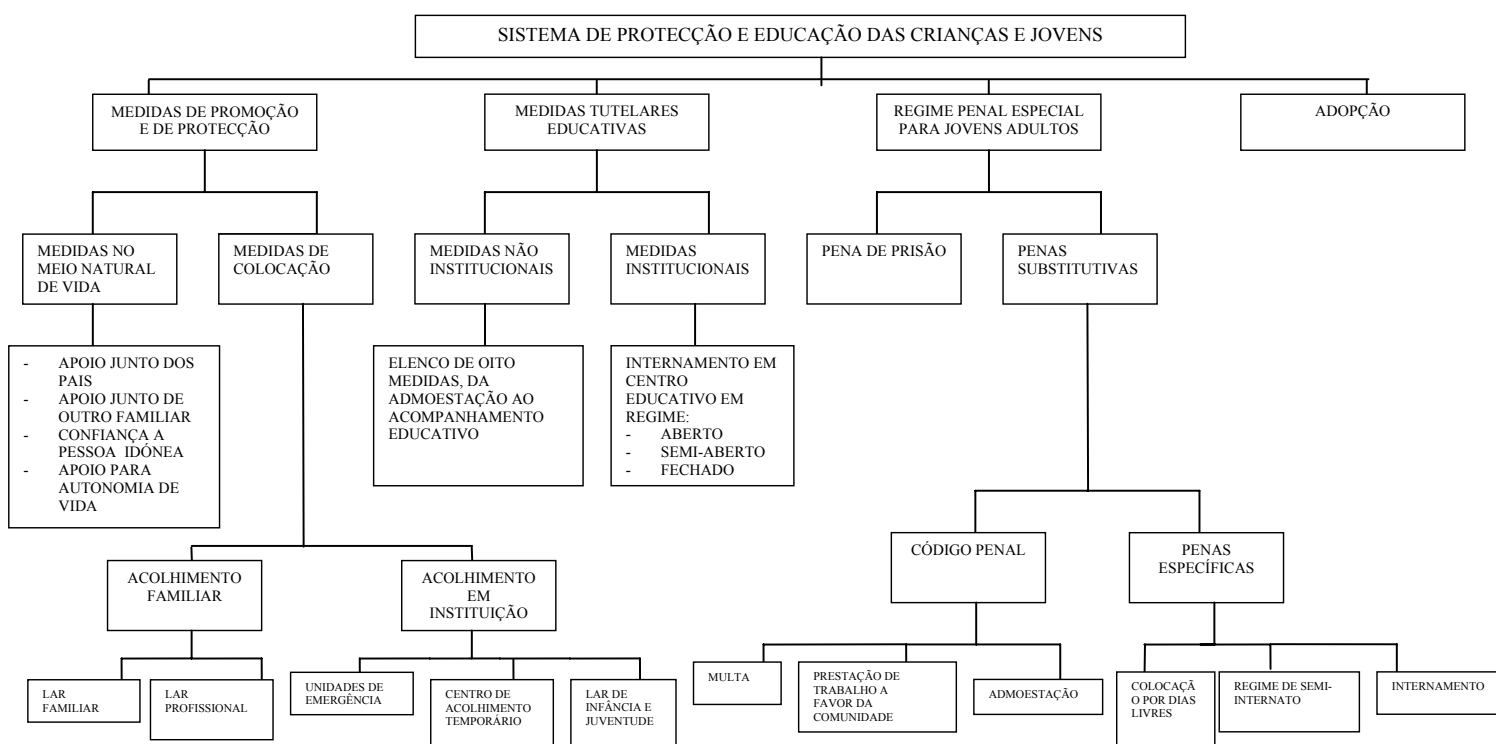 SISTEMA DE PROTECÇÃO E EDUCAÇÃO DAS CRIANÇAS E JOVENS
MEDIDAS DE PROMOÇÃO
E DE PROTECÇÃO
MEDIDAS TUTELARES
EDUCATIVAS
REGIME PENAL ESPECIAL
PARA JOVENS ADULTOS
ADOPÇÃO
MEDIDAS NO
MEIO NATURAL
DE VIDA
MEDIDAS DE
COLOCAÇÃO
MEDIDAS NÃO
INSTITUCIONAIS
MEDIDAS
INSTITUCIONAIS
PENA DE PRISÃO
PENAS
SUBSTITUTIVAS
- APOIO JUNTO DOS
PAIS
- APOIO JUNTO DE
OUTRO FAMILIAR
- CONFIANÇA A
PESSOA IDÓNEA
- APOIO PARA
AUTONOMIA DE
VIDA
ELENCO DE OITO
MEDIDAS, DA
ADMOESTAÇÃO AO
ACOMPANHAMENTO
EDUCATIVO
INTERNAMENTO EM
CENTRO
EDUCATIVO EM
REGIME:
- ABERTO
- SEMI-ABERTO
- FECHADO
ACOLHIMENTO
FAMILIAR
ACOLHIMENTO
EM
INSTITUIÇÃO
CÓDIGO PENAL
PENAS
ESPECÍFICAS
LAR
FAMILIAR
LAR
PROFISSIONAL
UNIDADES DE
EMERGÊNCIA
CENTRO DE
ACOLHIMENTO
TEMPORÁRIO
LAR DE
INFÂNCIA E
JUVENTUDE
MULTA
PRESTAÇÃO DE
TRABALHO A
FAVOR DA
COMUNIDADE
ADMOESTAÇÃO
COLOCAÇÃ
O POR DIAS
LIVRES
REGIME DE SEMI-
INTERNATO
INTERNAMENTO